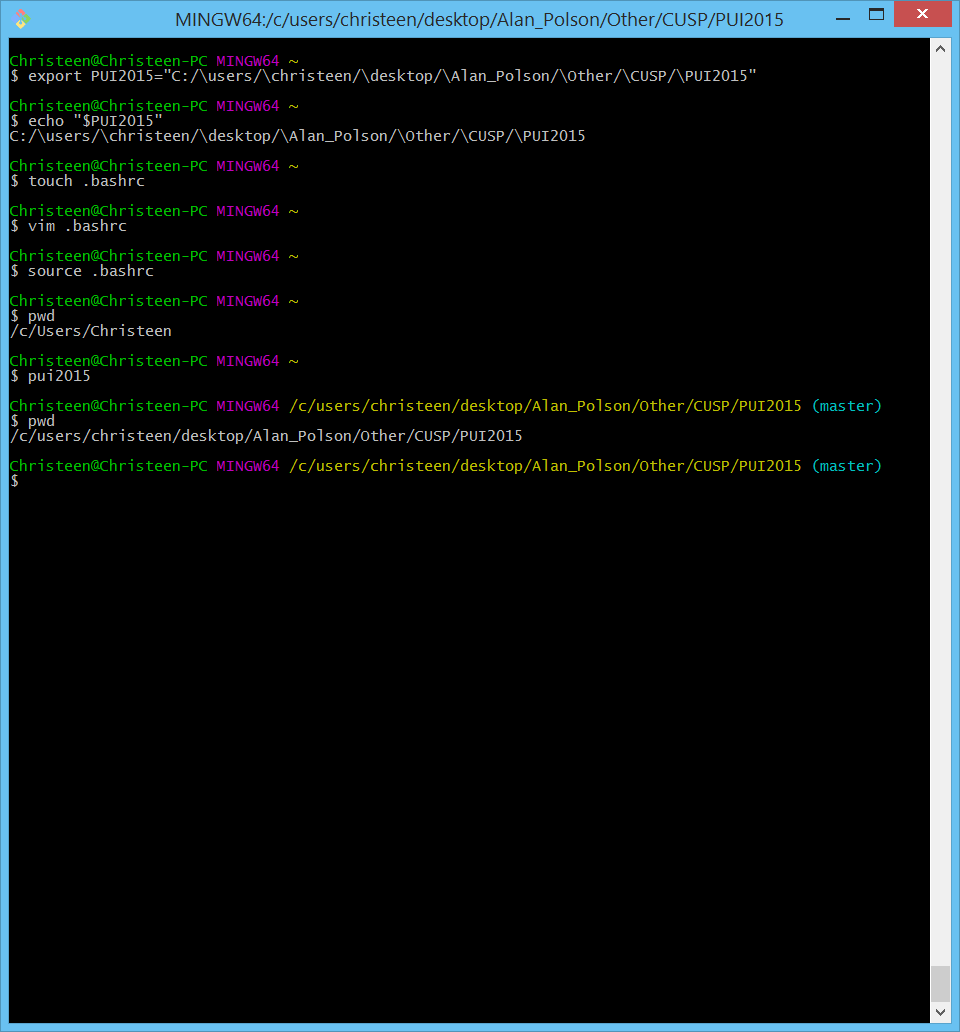 MINGW64:/c/users/christeen/desktop/Alan_Polson/Other/CUSP/PUI2015
Christeen@Christeen-PC MINGW64 ~
$ export PUI2015="C:/\users/\christeen/\desktop/\Alan_Polson/\Other/\CUSP/\PUI2015"
Christeen@Christeen-PC MINGW64 ~
$ echo "$PUI2015"
C:/\users/\christeen/\desktop/\Alan_Polson/\Other/\CUSP/\PUI2015
Christeen@Christeen-PC MINGW64 ~
$ touch .bashrc
Christeen@Christeen-PC MINGW64 ~
$ vim .bashrc
Christeen@Christeen-PC MINGW64 ~
$ source .bashrc
Christeen@Christeen-PC MINGW64 ~
$ pwd
/c/Users/Christeen
Christeen@Christeen-PC MINGW64 ~
$ pui2015
Christeen@Christeen-PC MINGW64 /c/users/christeen/desktop/Alan_Polson/Other/CUSP/PUI2015 (master)
$ pwd
/c/users/christeen/desktop/Alan_Polson/Other/CUSP/PUI2015
Christeen@Christeen-PC MINGW64 /c/users/christeen/desktop/Alan_Polson/Other/CUSP/PUI2015 (master)
$